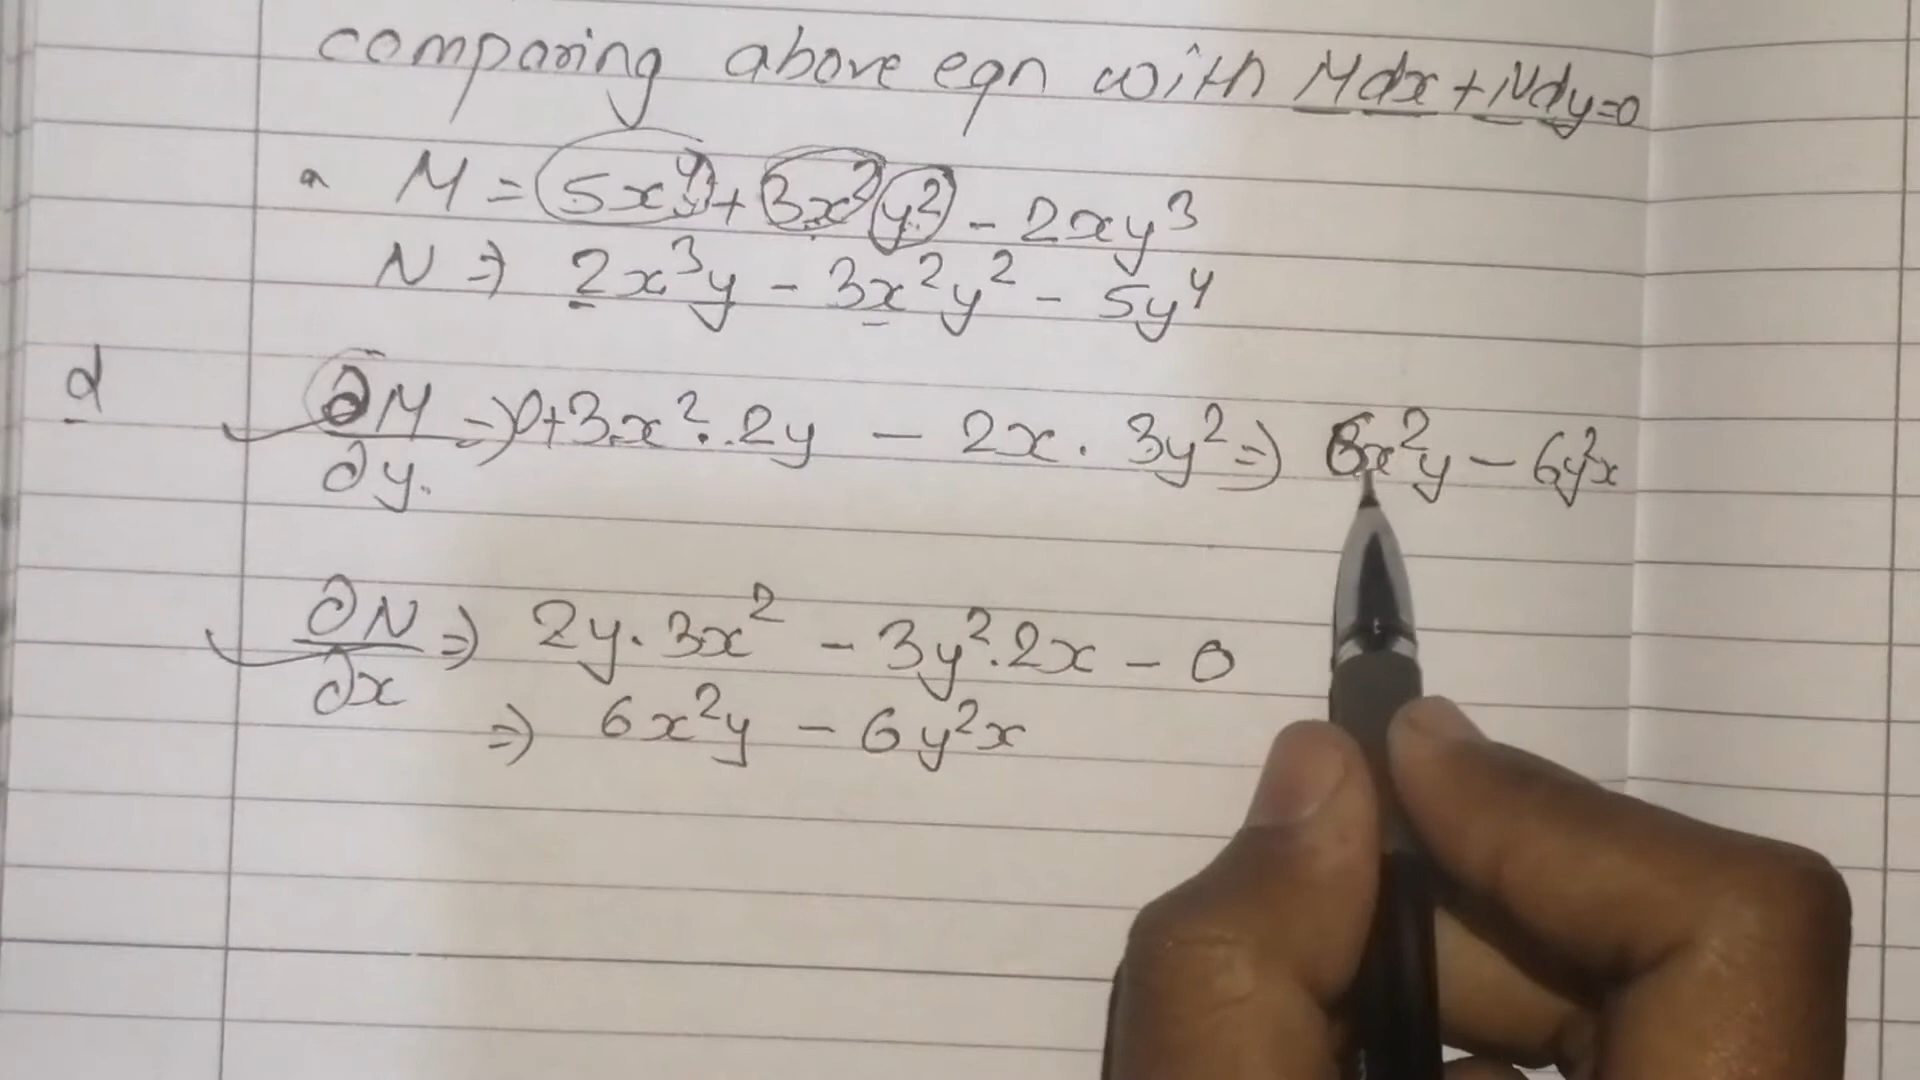 comparing above eqn with Mdx + Ndy = 0
M = 5x⁴ + 3x²y² - 2xy³
N ⇒ 2x³y - 3x²y² - 5y⁴
d
∂M/∂y ⇒ 0+3x².2y - 2x . 3y² ⇒ 6x²y - 6y²x
∂N/∂x ⇒ 2y. 3x² - 3y².2x - 0
⇒ 6x²y - 6y²x